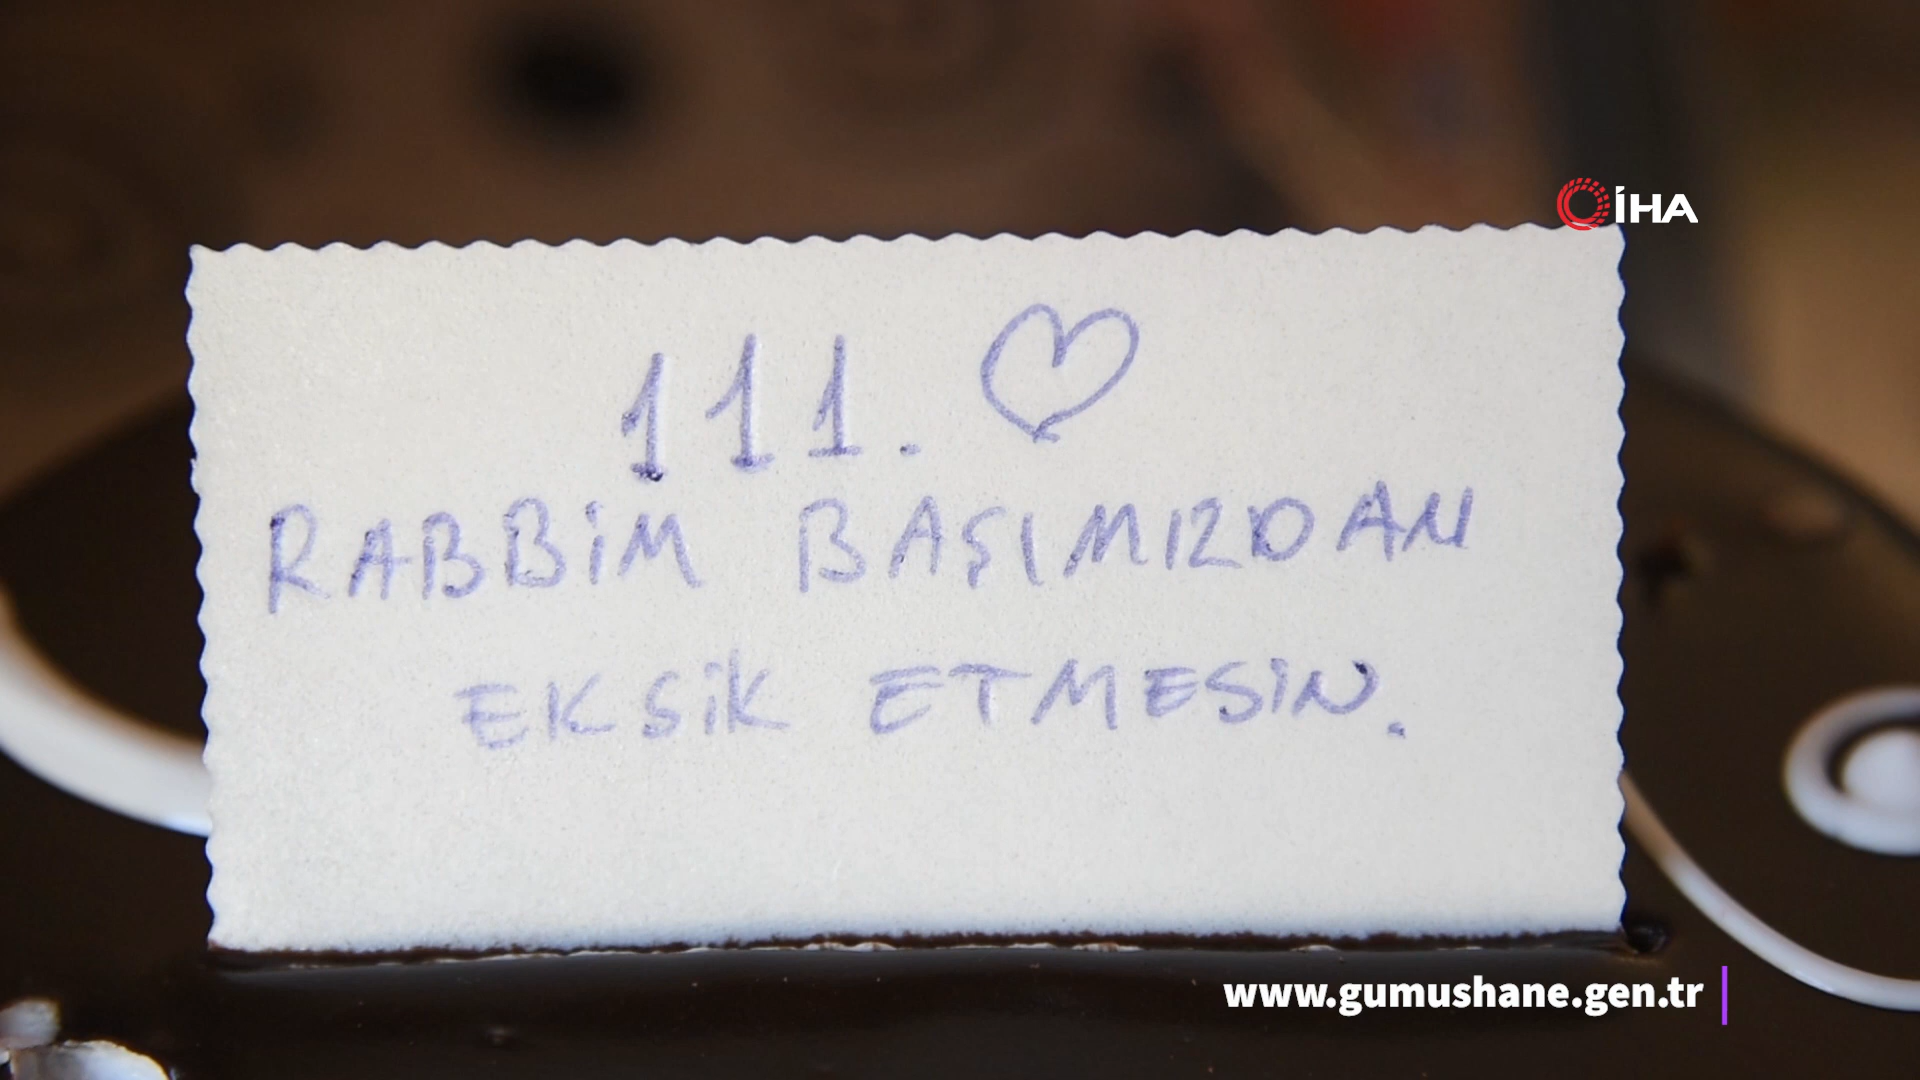 İHA
111. ♡
RABBİM BAŞIMIZDAN
EKSİK ETMESİN.
www.gumushane.gen.tr